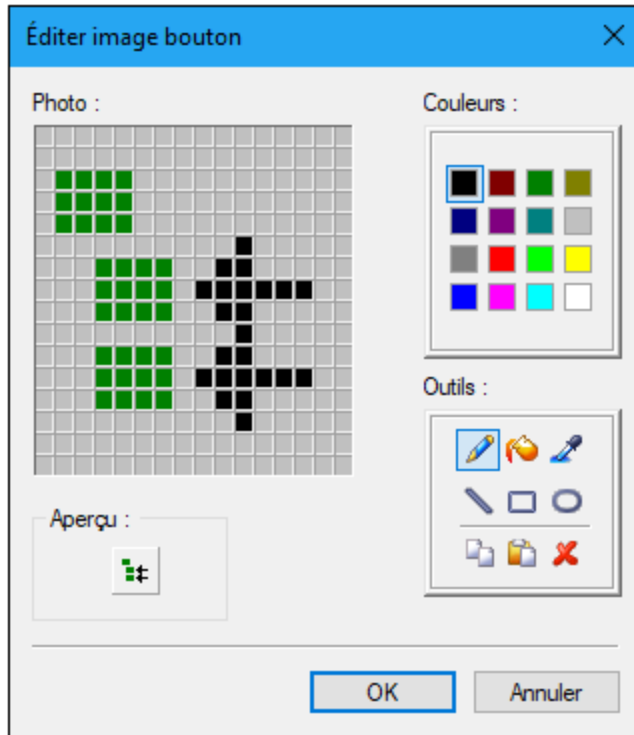 Éditer image bouton
Photo :
Couleurs :
Outils :
Aperçu :
OK
Annuler